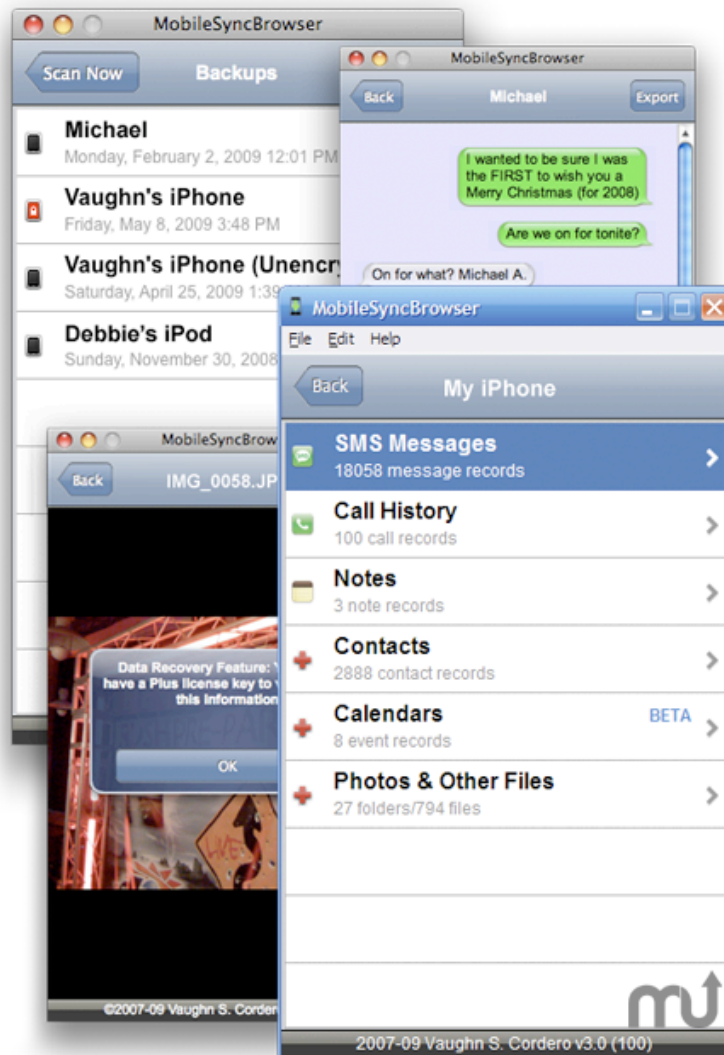 MobileSyncBrowser
Scan Now
Backups
Michael
Monday, February 2, 2009 12:01 PM
Vaughn's iPhone
Friday, May 8, 2009 3:48 PM
Vaughn's iPhone (Unencry
Saturday, April 25, 2009 1:39
Debbie's iPod
Sunday, November 30, 2008
MobileSyncBrowser
Back
Michael
Export
I wanted to be sure I was
the FIRST to wish you a
Merry Christmas (for 2008)
Are we on for tonite?
On for what? Michael A.
MobileSyncBrow
Back
IMG_0058.JP
Data Recovery Feature:
have a Plus license key to
this information
OK
LIKES
©2007-09 Vaughn S. Corder
MobileSyncBrowser
File Edit Help
Back
My iPhone
SMS Messages
18058 message records
Call History
100 call records
Notes
3 note records
Contacts
2888 contact records
Calendars
8 event records
BETA
Photos & Other Files
27 folders/794 files
mu
2007-09 Vaughn S. Cordero v3.0 (100)